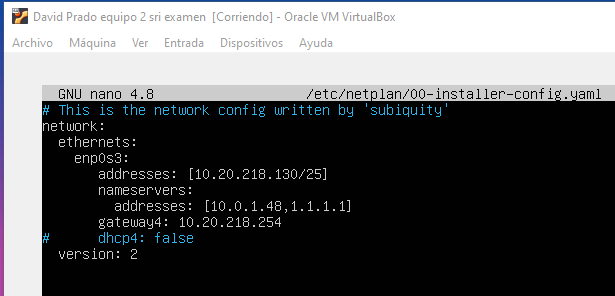 David Prado equipo 2 sri examen [Corriendo] - Oracle VM VirtualBox
Archivo Máquina Ver Entrada Dispositivos Ayuda
GNU nano 4.8 /etc/netplan/00-installer-config.yaml
# This is the network config written by 'subiquity'
network:
  ethernets:
    enp0s3:
       addresses: [10.20.218.130/25]
       nameservers:
         addresses: [10.0.1.48,1.1.1.1]
       gateway4: 10.20.218.254
#      dhcp4: false
  version: 2